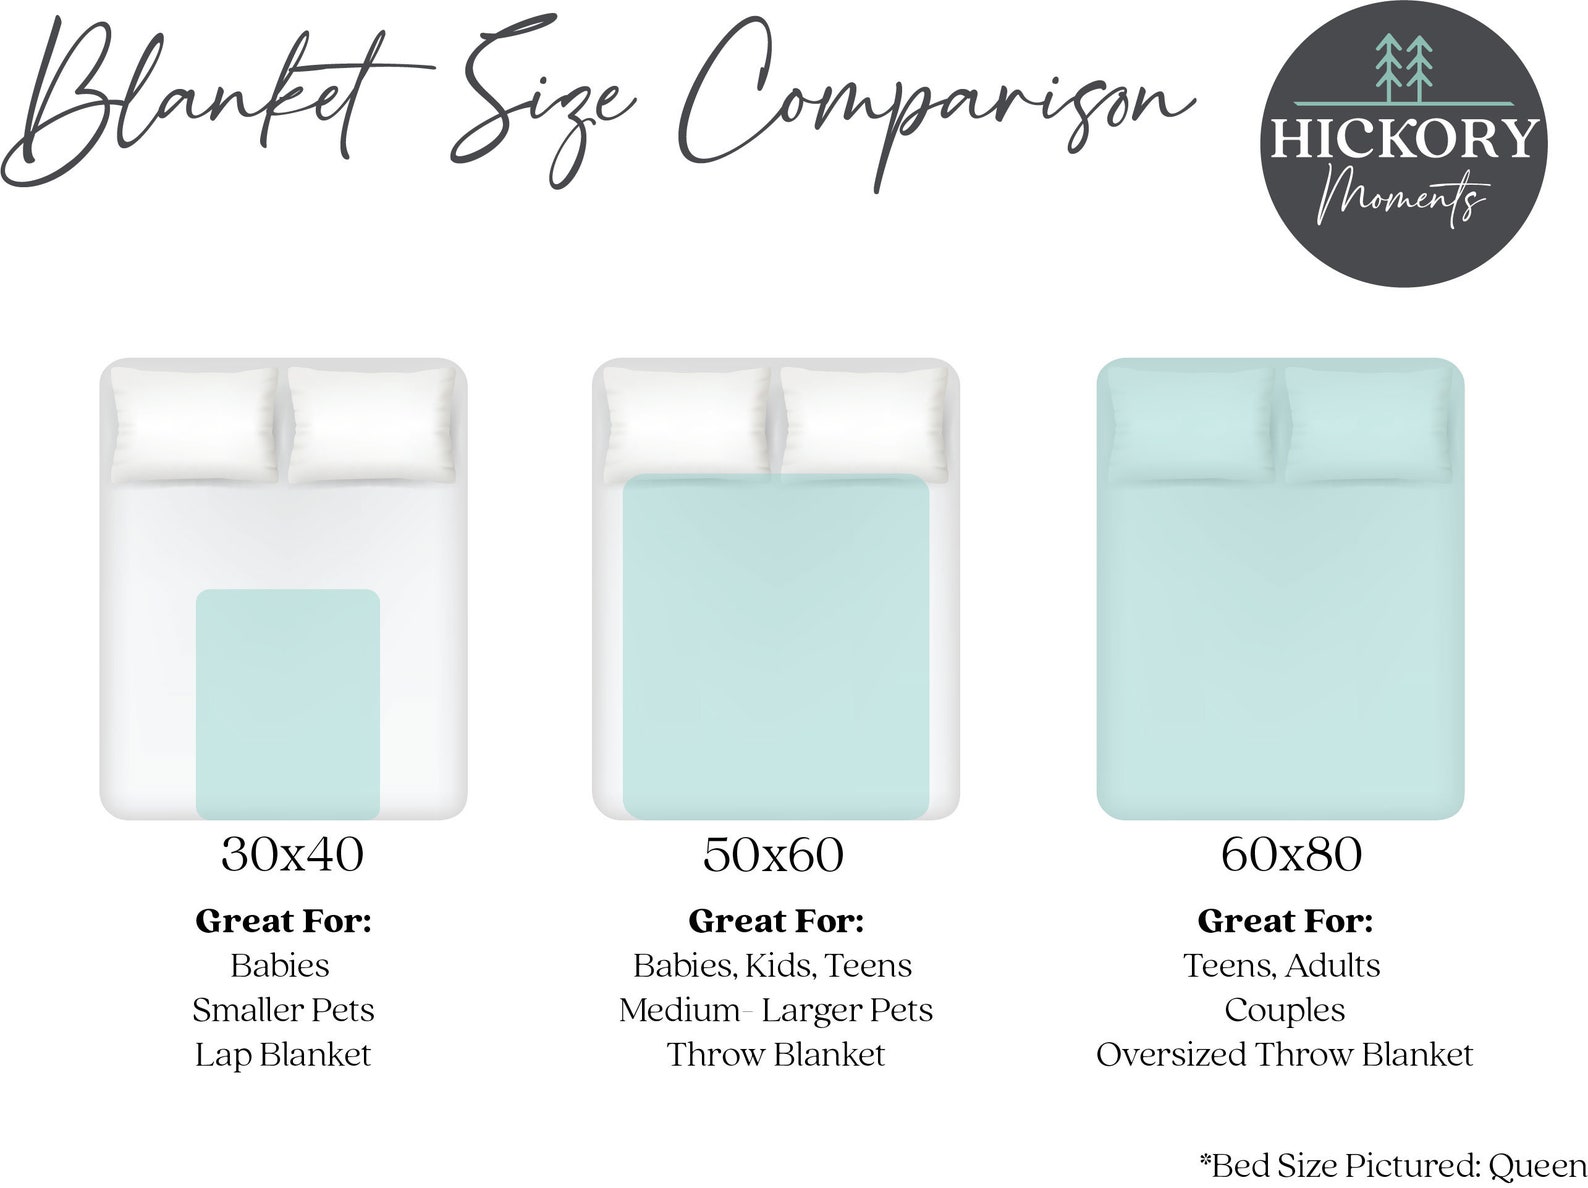 Blanket Size Comparison
HICKORY
Moments
30x40
Great For:
Babies
Smaller Pets
Lap Blanket
50x60
Great For:
Babies, Kids, Teens
Medium- Larger Pets
Throw Blanket
60x80
Great For:
Teens, Adults
Couples
Oversized Throw Blanket
*Bed Size Pictured: Queen